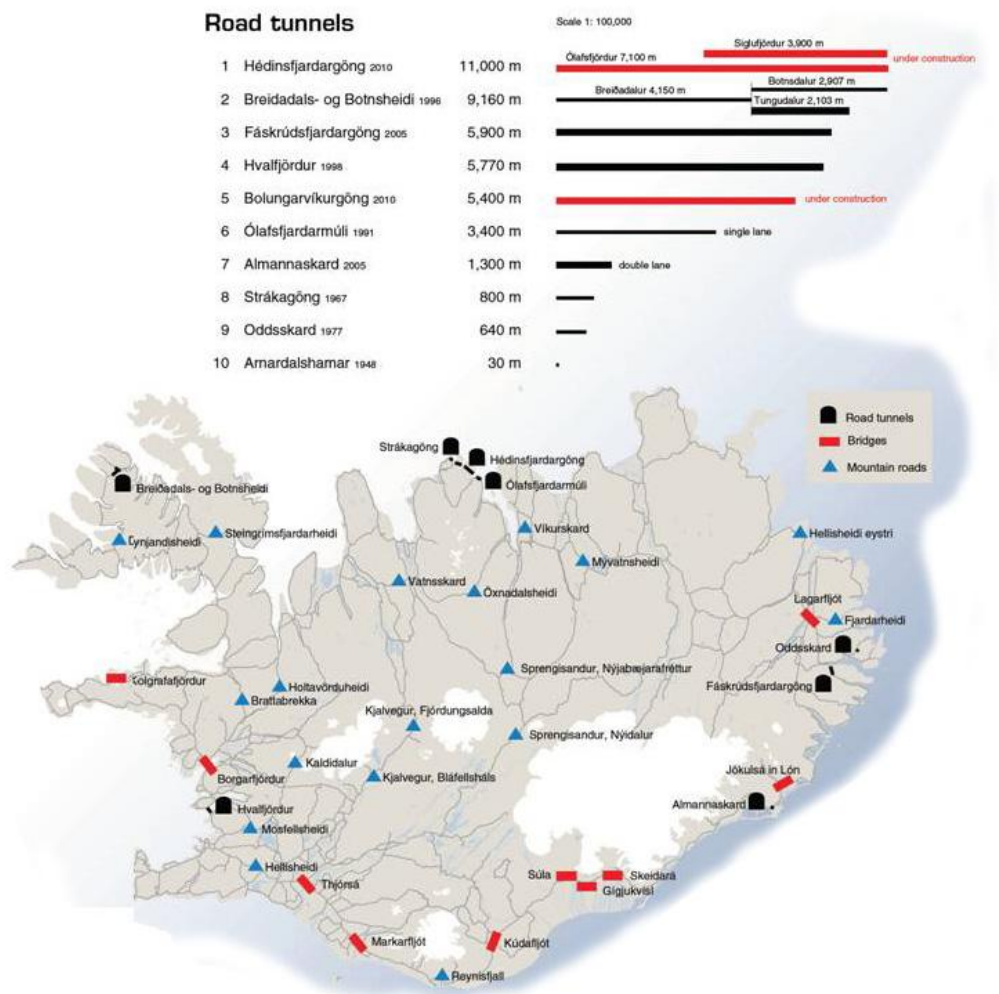 Road tunnels
Scale 1: 100,000
Siglufjördur 3,900 m
Ólafsfjördur 7,100 m
1 Hédinsfjardargöng 2010 11,000 m
under construction
Botnsdalur 2,907 m
Breiðadalur 4,150 m
2 Breidadals- og Botnsheidi 1996 9,160 m
Tungudalur 2,103 m
3 Fáskrúdsfjardargöng 2005 5,900 m
4 Hvalfjördur 1998 5,770 m
5 Bolungarvíkurgöng 2010 5,400 m under construction
6 Ólafsfjardarmúli 1991 3,400 m single lane
7 Almannaskard 2005 1,300 m double lane
8 Strákagöng 1967 800 m
9 Oddsskard 1977 640 m
10 Arnardalshamar 1948 30 m
Road tunnels
Bridges
Mountain roads
Strákagöng
Hédinsfjardargöng
Ólafsfjardarmúli
Breiðadals- og Botnsheidi
Víkurskard
Steingrímsfjardarheidi
Hellisheidi eystri
Dynjandisheidi
Mývatnsheidi
Vatnsskard
Öxnadalsheidi
Lagarfljót
Fjardarheidi
Oddsskard
Sprengisandur, Nýjabæjarafréttur
Kolgrafafjördur
Holtavörduheidi
Fáskrúdsfjardargöng
Brattabrekka
Kjalvegur, Fjórdungsalda
Sprengisandur, Nýidalur
Kaldidalur
Jökulsá in Lón
Borgarfjördur
Kjalvegur, Bláfellsháls
Almannaskard
Hvalfjördur
Mosfellsheidi
Hellisheidi
Súla
Skeidará
Thjórsá
Gígjukvísl
Markarfljót
Kúdafljót
Reynisfjall